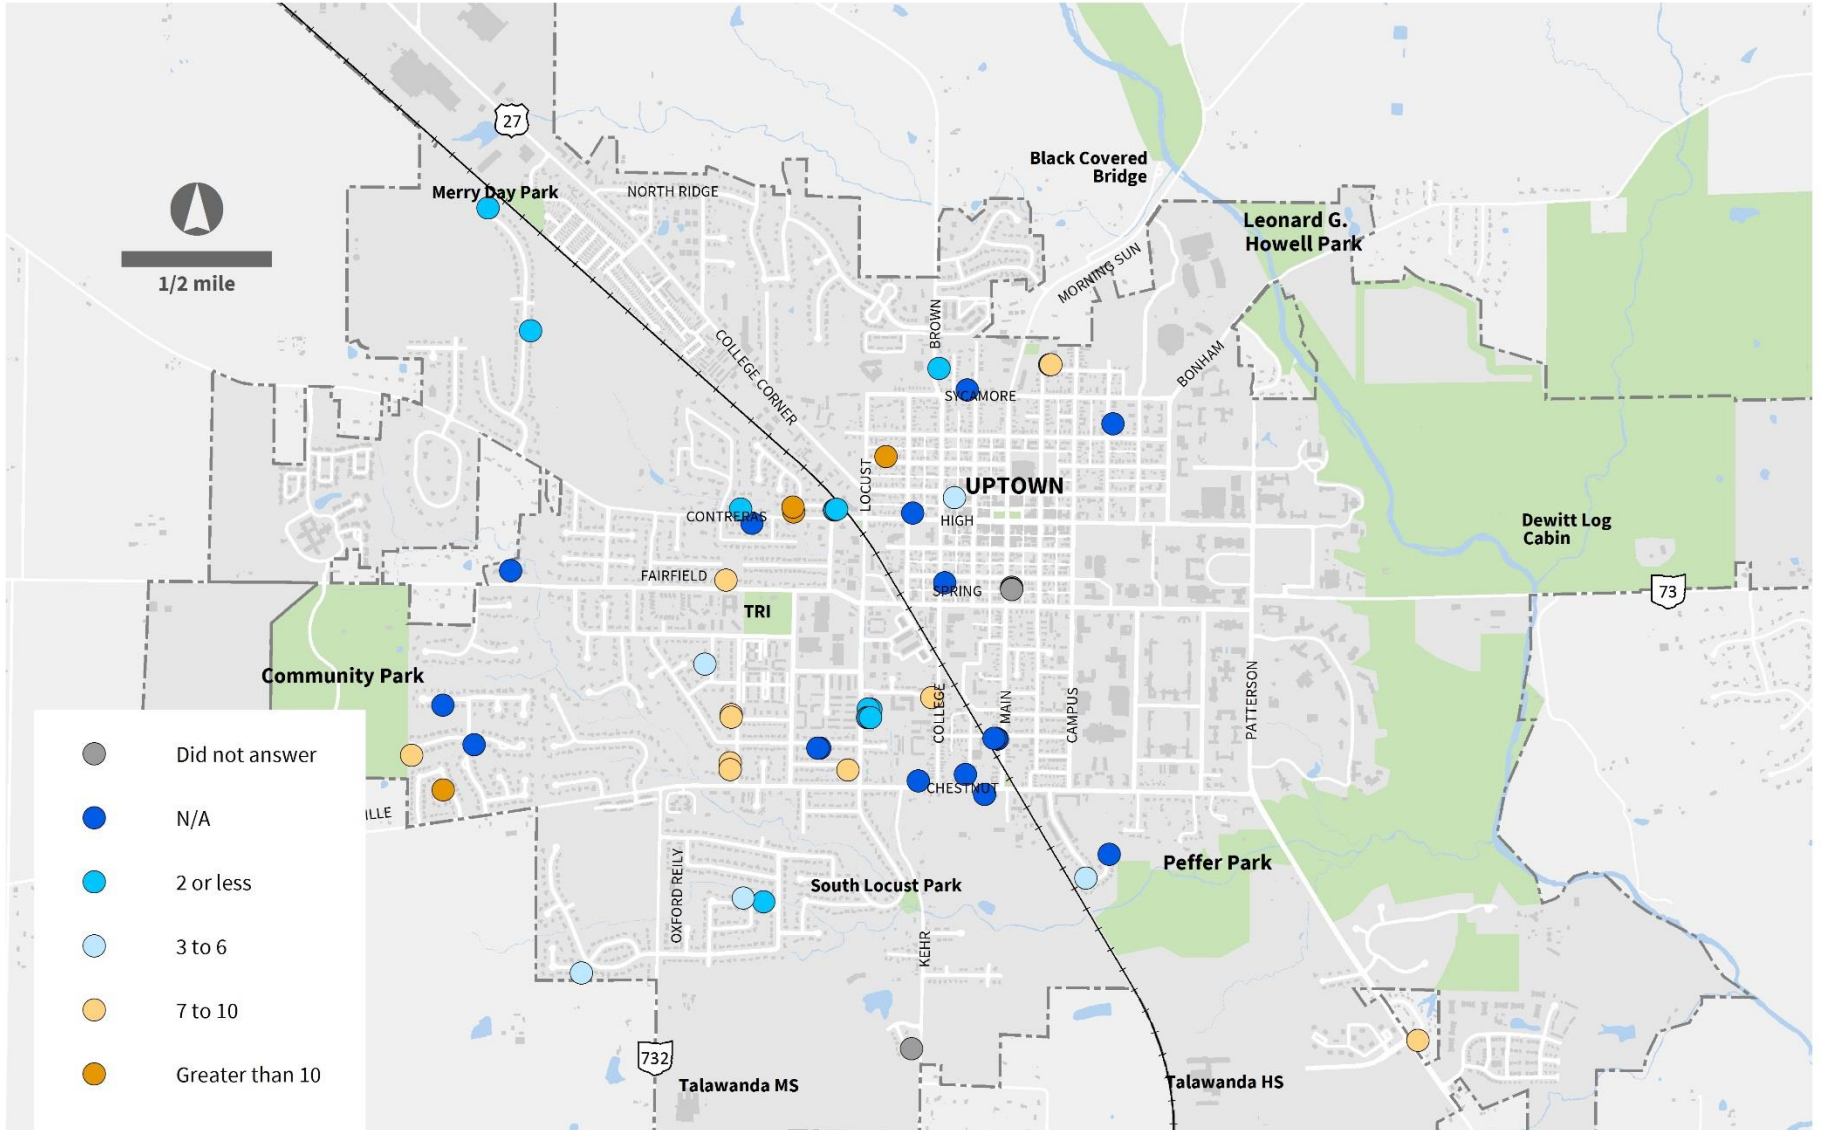 27
Black Covered
Bridge
Merry Day Park
NORTH RIDGE
Leonard G.
Howell Park
MORNING SUN
1/2 mile
BROWN
COLLEGE CORNER
BONHAM
SYCAMORE
LOCUST
UPTOWN
CONTRERAS
HIGH
Dewitt Log
Cabin
FAIRFIELD
SPRING
73
TRI
Community Park
COLLEGE
MAIN
CAMPUS
PATTERSON
Did not answer
CHESTNUT
ILLE
N/A
Peffer Park
2 or less
South Locust Park
OXFORD REILY
KEHR
3 to 6
7 to 10
732
Greater than 10
Talawanda MS
Talawanda HS